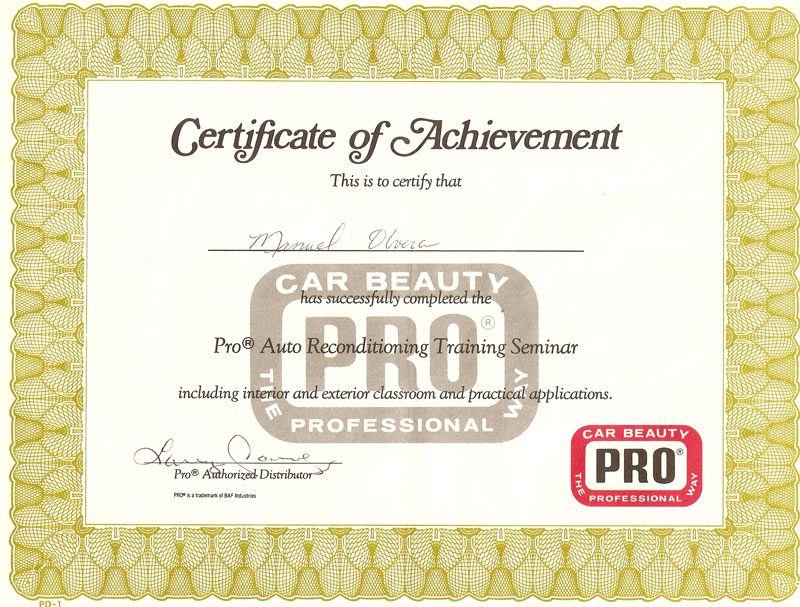 Certificate of Achievement
This is to certify that
Manuel Olvera
CAR BEAUTY
has successfully completed the
PRO®
Pro® Auto Reconditioning Training Seminar
including interior and exterior classroom and practical applications.
THE PROFESSIONAL WAY
Pro® Authorized Distributor
PRO® is a trademark of BAF Industries
CAR BEAUTY
PRO®
THE PROFESSIONAL WAY
PD-1